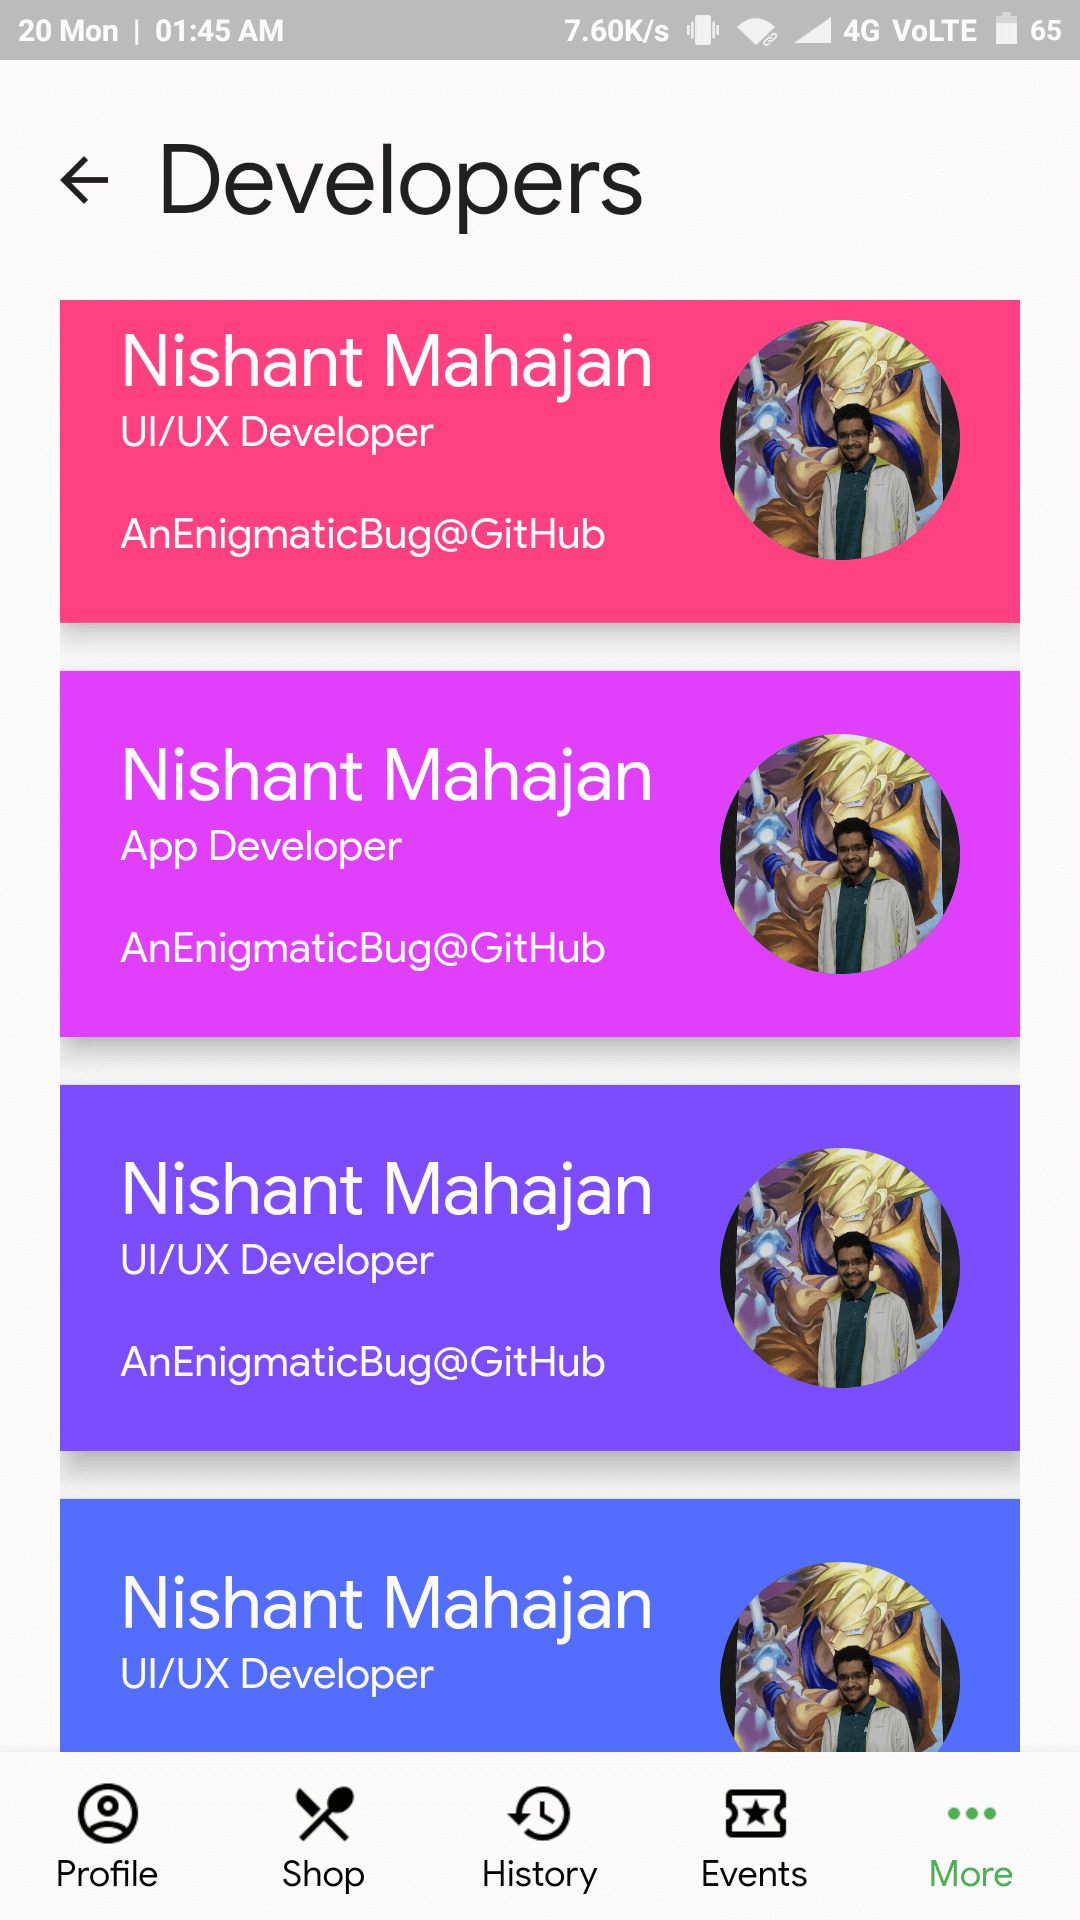 20 Mon | 01:45 AM 7.60K/s 4G VoLTE 65
Developers
Nishant Mahajan
UI/UX Developer
AnEnigmaticBug@GitHub
Nishant Mahajan
App Developer
AnEnigmaticBug@GitHub
Nishant Mahajan
UI/UX Developer
AnEnigmaticBug@GitHub
Nishant Mahajan
UI/UX Developer
Profile Shop History Events More